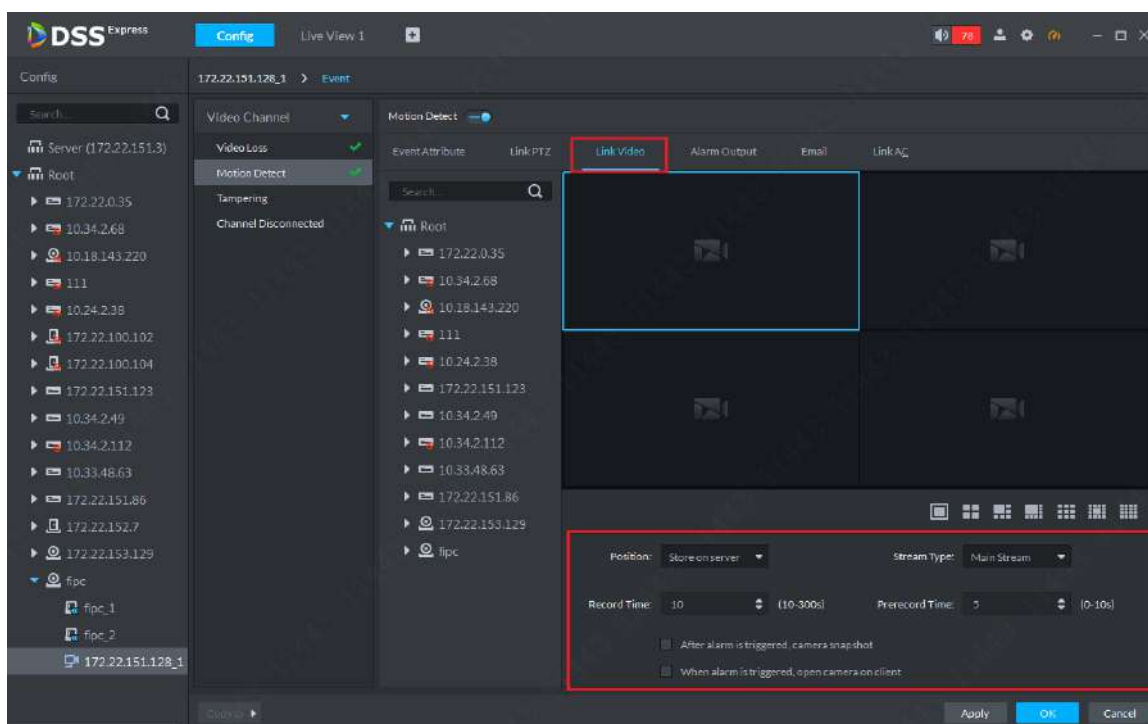 DSS Express
Config
Live View 1
78
Config
172.22.151.128_1 > Event
Search...
Server (172.22.151.3)
Root
172.22.0.35
10.34.2.68
10.18.143.220
111
10.24.2.38
172.22.100.102
172.22.100.104
172.22.151.123
10.34.2.49
10.34.2.112
10.33.48.63
172.22.151.86
172.22.152.7
172.22.153.129
fipc
fipc_1
fipc_2
172.22.151.128_1
Video Channel
Video Loss
Motion Detect
Tampering
Channel Disconnected
Motion Detect
Event Attribute
Link PTZ
Link Video
Alarm Output
Email
Link AC
Search...
Root
172.22.0.35
10.34.2.68
10.18.143.220
111
10.24.2.38
172.22.151.123
10.34.2.49
10.34.2.112
10.33.48.63
172.22.151.86
172.22.153.129
fipc
Position: Store on server
Stream Type: Main Stream
Record Time: 10 (10-300s)
Prerecord Time: 5 (0-10s)
After alarm is triggered, camera snapshot
When alarm is triggered, open camera on client
Apply
OK
Cancel